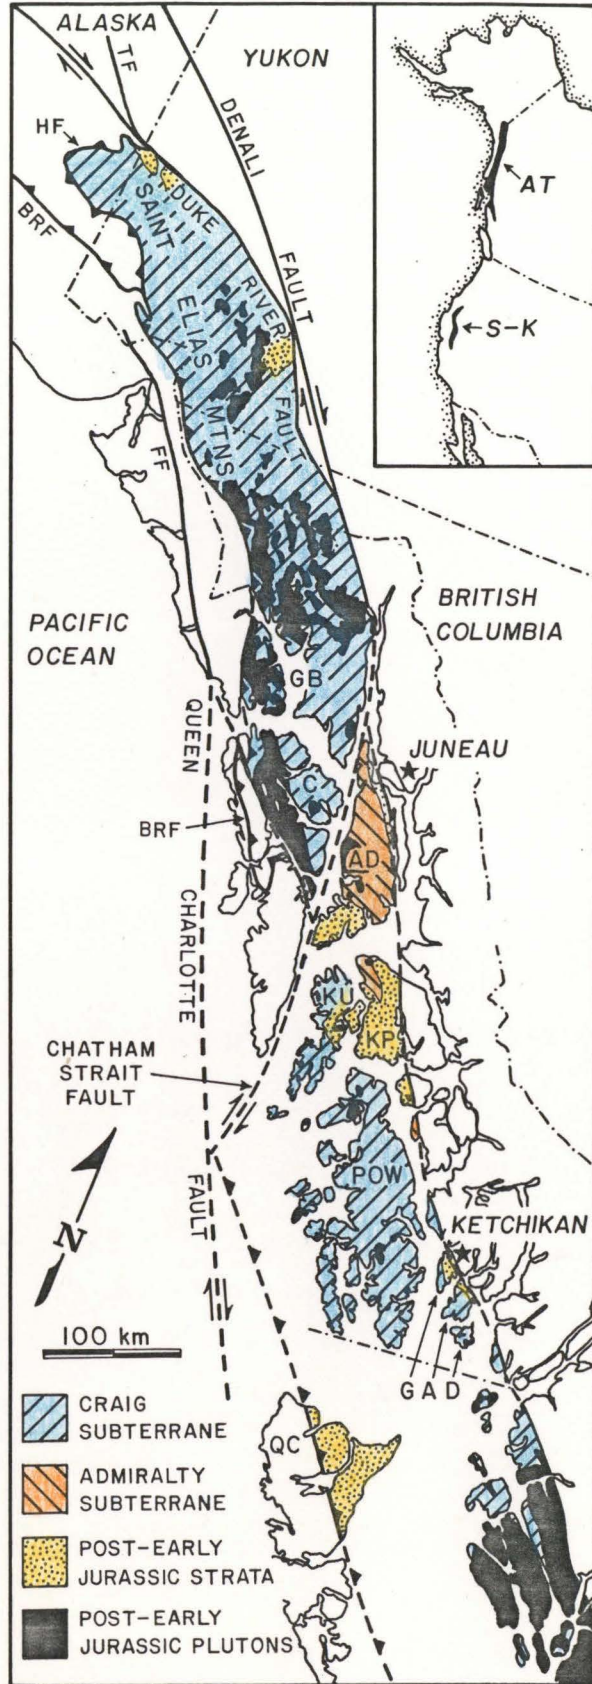 ALASKA
TF
YUKON
HF
DENALI
FAULT
BRF
SAINT
ELIAS
MTNS
DUKE
RIVER
FAULT
AT
S-K
FF
PACIFIC
OCEAN
BRITISH
COLUMBIA
GB
QUEEN
CHARLOTTE
FAULT
JUNEAU
C
BRF
AD
KU
KP
CHATHAM
STRAIT
FAULT
POW
KETCHIKAN
N
100 km
G A D
QC
CRAIG
SUBTERRANE
ADMIRALTY
SUBTERRANE
POST-EARLY
JURASSIC STRATA
POST-EARLY
JURASSIC PLUTONS